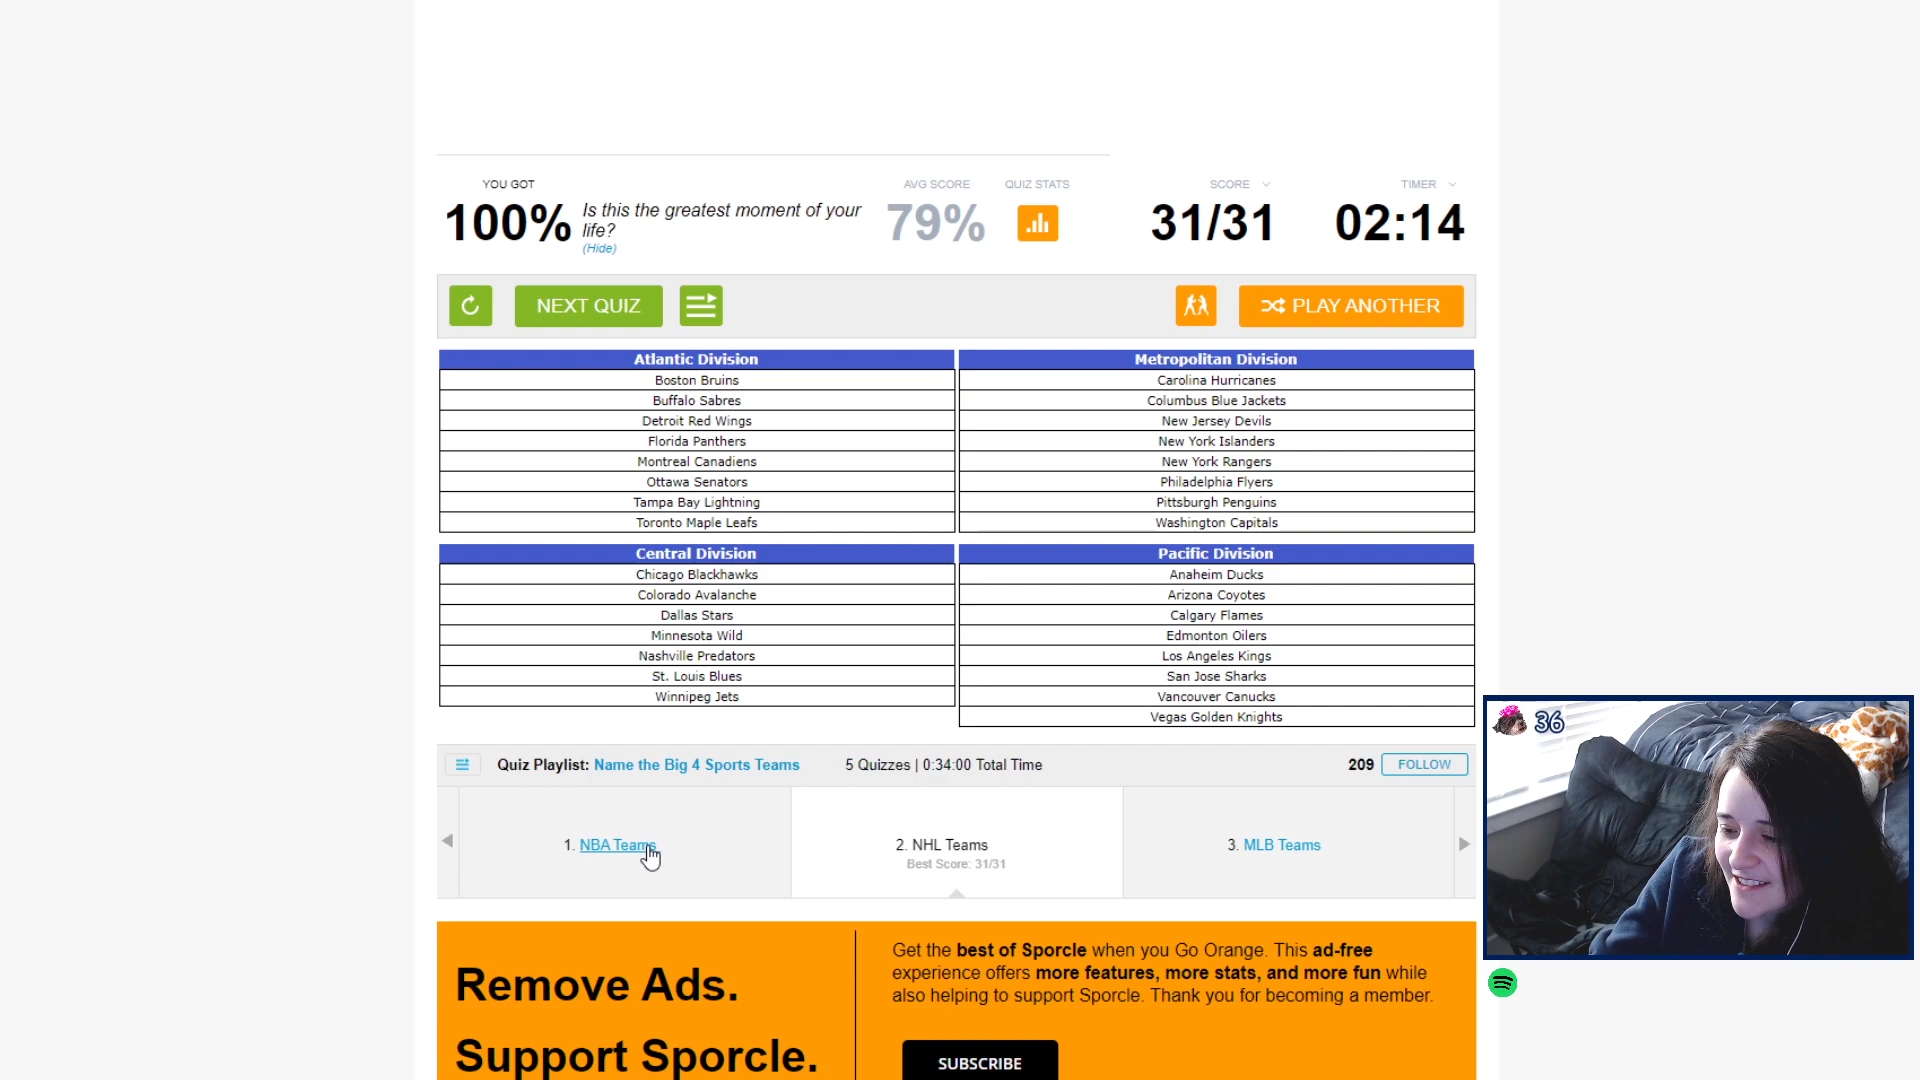 YOU GOT
100%
Is this the greatest moment of your
life?
(Hide)
AVG SCORE
79%
QUIZ STATS
SCORE
31/31
TIMER
02:14
NEXT QUIZ
PLAY ANOTHER
Atlantic Division
Boston Bruins
Buffalo Sabres
Detroit Red Wings
Florida Panthers
Montreal Canadiens
Ottawa Senators
Tampa Bay Lightning
Toronto Maple Leafs
Metropolitan Division
Carolina Hurricanes
Columbus Blue Jackets
New Jersey Devils
New York Islanders
New York Rangers
Philadelphia Flyers
Pittsburgh Penguins
Washington Capitals
Central Division
Chicago Blackhawks
Colorado Avalanche
Dallas Stars
Minnesota Wild
Nashville Predators
St. Louis Blues
Winnipeg Jets
Pacific Division
Anaheim Ducks
Arizona Coyotes
Calgary Flames
Edmonton Oilers
Los Angeles Kings
San Jose Sharks
Vancouver Canucks
Vegas Golden Knights
36
Quiz Playlist: Name the Big 4 Sports Teams 5 Quizzes | 0:34:00 Total Time 209 FOLLOW
1. NBA Teams
2. NHL Teams
Best Score: 31/31
3. MLB Teams
Remove Ads.
Support Sporcle.
Get the best of Sporcle when you Go Orange. This ad-free
experience offers more features, more stats, and more fun while
also helping to support Sporcle. Thank you for becoming a member.
SUBSCRIBE